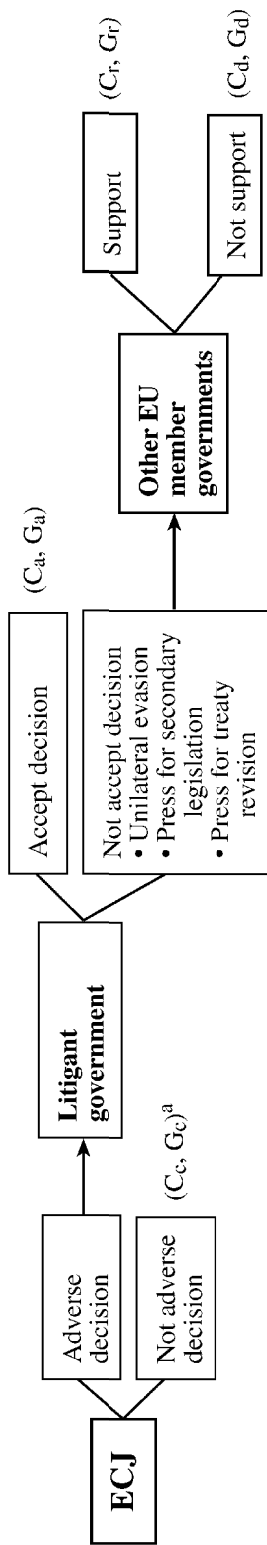 ECJ
Adverse
decision
Not adverse
decision
(Cc, Gc)a
Litigant
government
Accept decision
(Ca, Ga)
Not accept decision
• Unilateral evasion
• Press for secondary
legislation
• Press for treaty
revision
Other EU
member
governments
Support
(Cr, Gr)
Not support
(Cd, Gd)